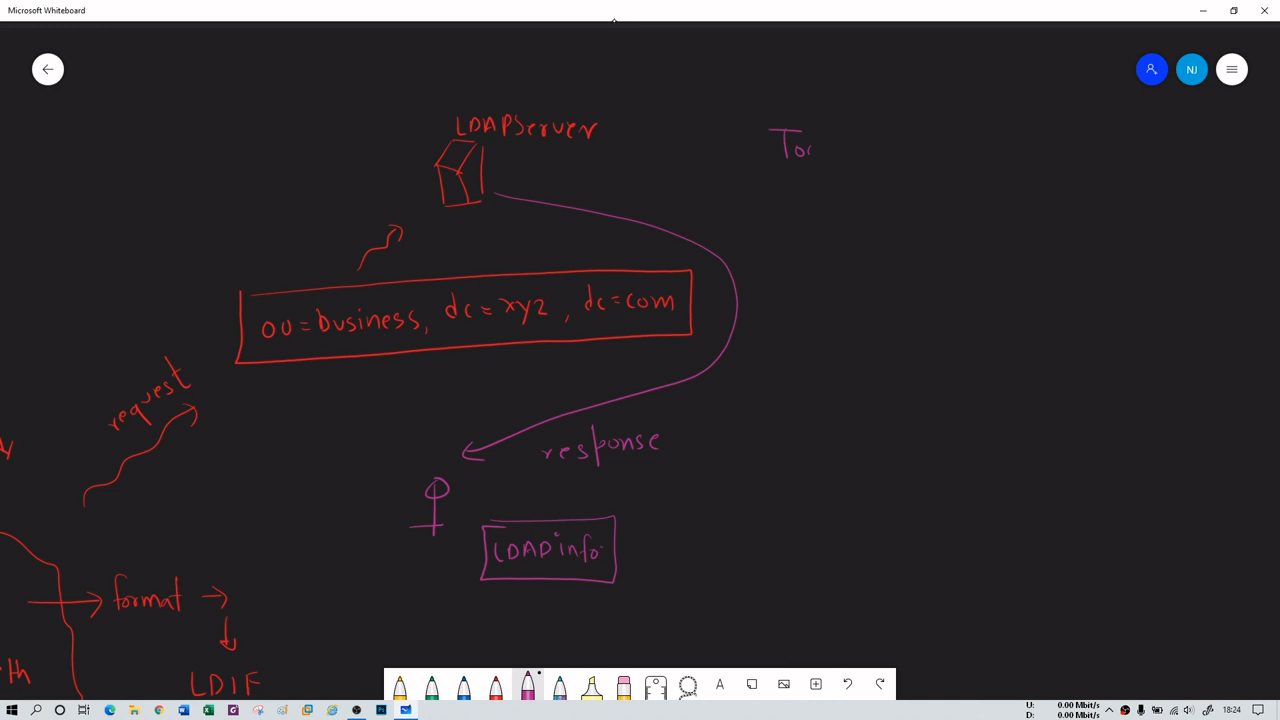 Microsoft Whiteboard
NJ
LDAPServer
ou=business, dc=xyz, dc=com
request
response
LDAPinfo
format
LDIF
th
A
U: 0.00 Mbit/s
D: 0.00 Mbit/s
18:24